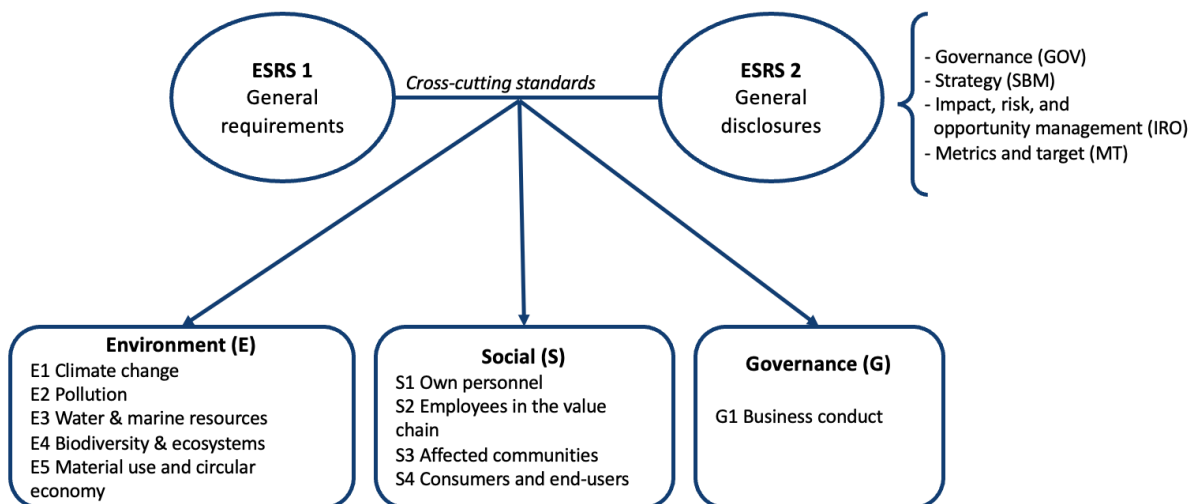 ESRS 1
General
requirements
Cross-cutting standards
ESRS 2
General
disclosures
- Governance (GOV)
- Strategy (SBM)
- Impact, risk, and
opportunity management (IRO)
- Metrics and target (MT)
Environment (E)
E1 Climate change
E2 Pollution
E3 Water & marine resources
E4 Biodiversity & ecosystems
E5 Material use and circular
economy
Social (S)
S1 Own personnel
S2 Employees in the value
chain
S3 Affected communities
S4 Consumers and end-users
Governance (G)
G1 Business conduct